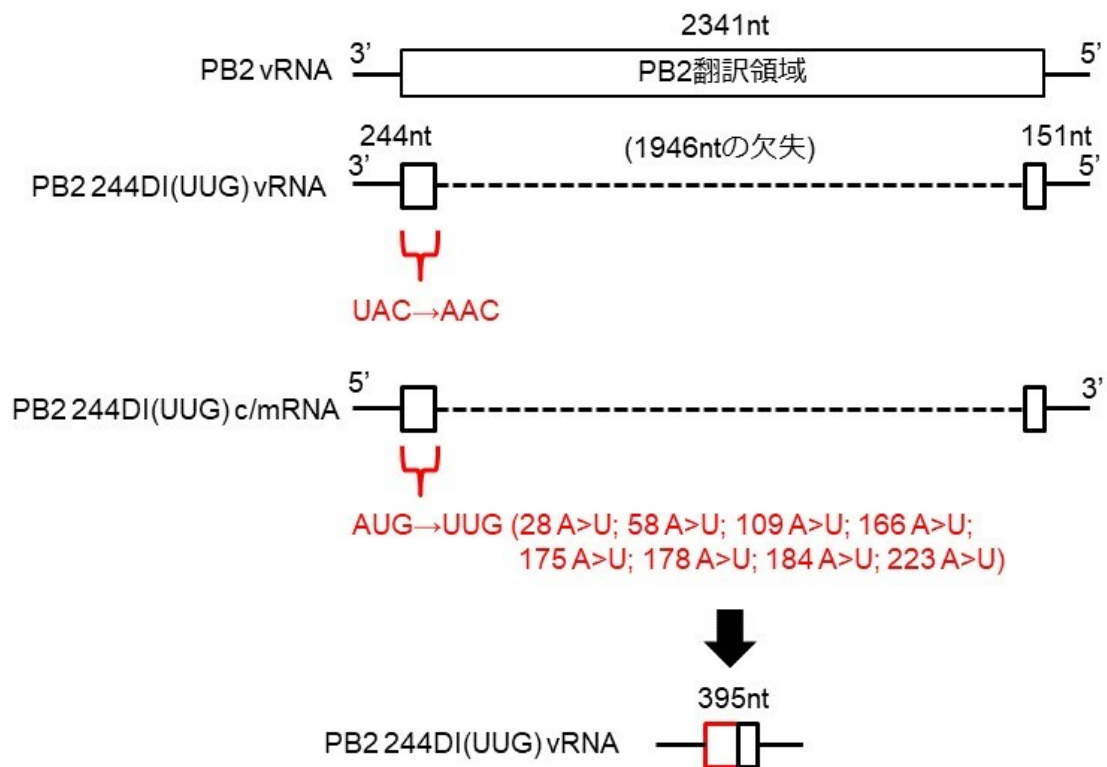 2341nt
PB2 vRNA 3’ PB2翻訳領域 5’
244nt (1946ntの欠失) 151nt
PB2 244DI(UUG) vRNA 3’ 5’
UAC→AAC
PB2 244DI(UUG) c/mRNA 5’ 3’
AUG→UUG (28 A>U; 58 A>U; 109 A>U; 166 A>U;
175 A>U; 178 A>U; 184 A>U; 223 A>U)
395nt
PB2 244DI(UUG) vRNA